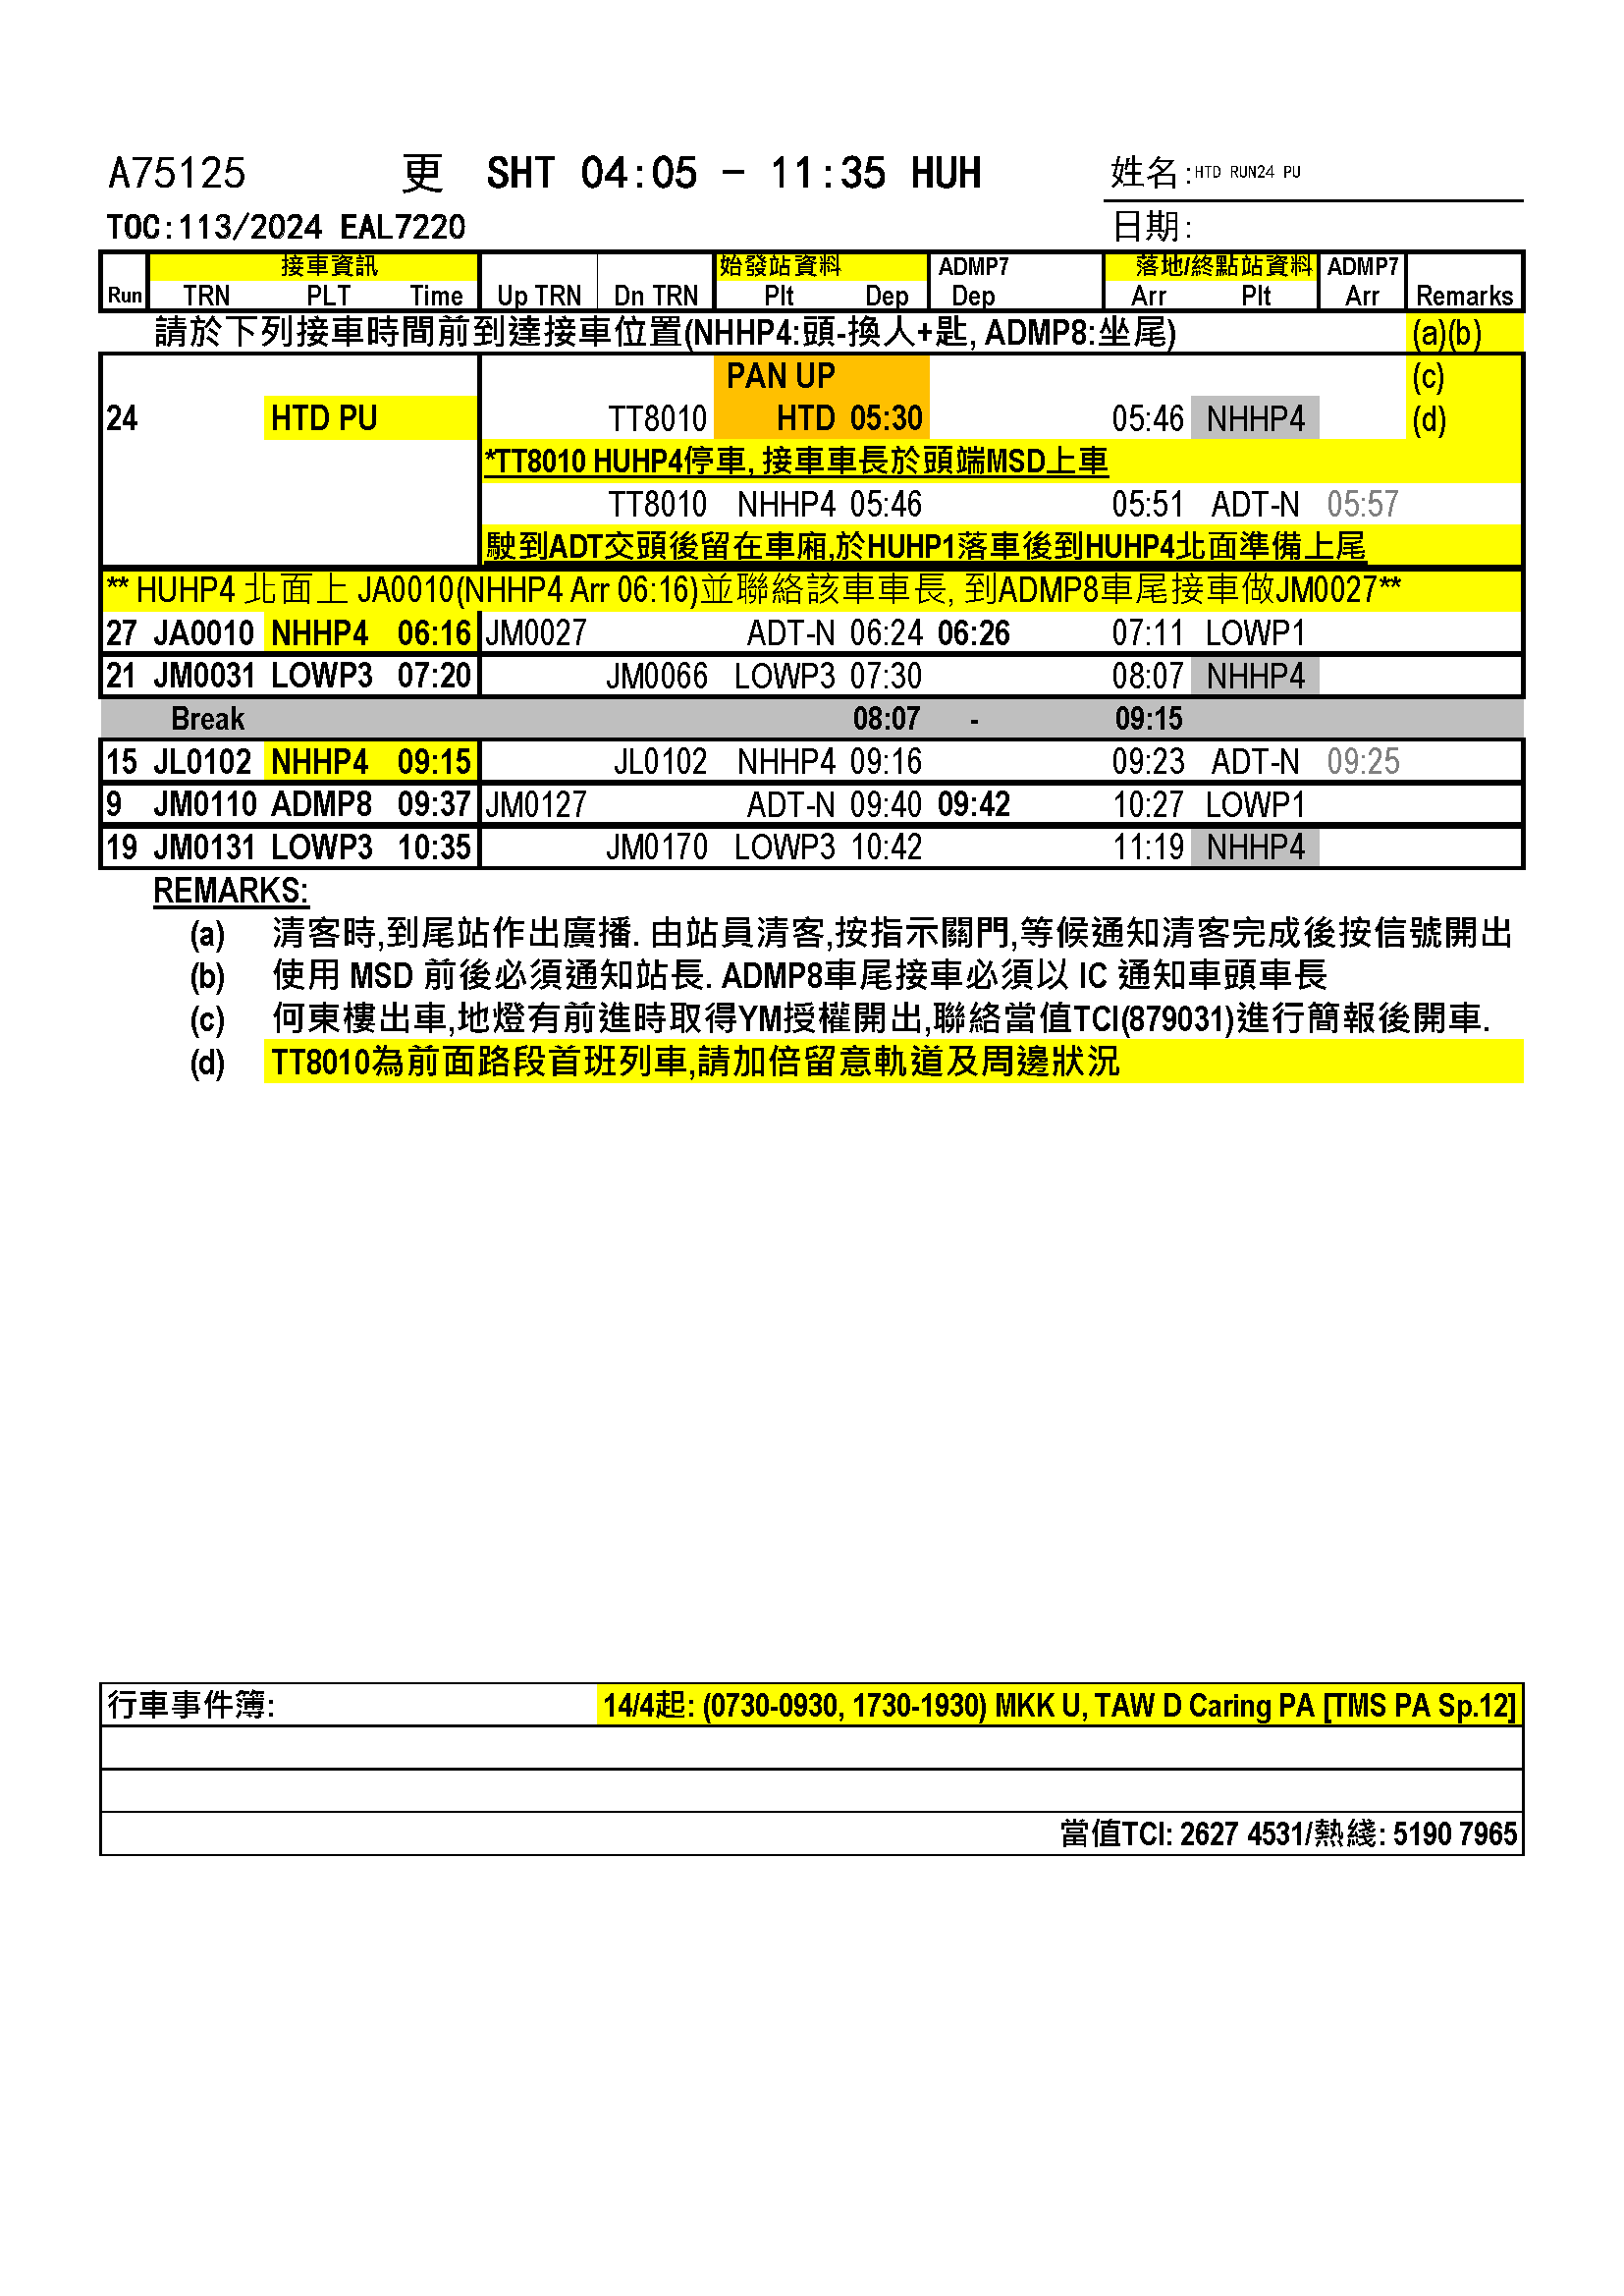 A75125 更 SHT 04:05 - 11:35 HUH 姓名:HTD RUN24 PU
TOC:113/2024 EAL7220 日期:
接車資訊 始發站資料 ADMP7 落地/終點站資料 ADMP7
Run TRN PLT Time Up TRN Dn TRN Plt Dep Dep Arr Plt Arr Remarks
請於下列接車時間前到達接車位置(NHHP4:頭-換人+匙, ADMP8:坐尾) (a)(b)
PAN UP (c)
24 HTD PU TT8010 HTD 05:30 05:46 NHHP4 (d)
*TT8010 HUHP4停車, 接車車長於頭端MSD上車
TT8010 NHHP4 05:46 05:51 ADT-N 05:57
駛到ADT交頭後留在車廂,於HUHP1落車後到HUHP4北面準備上尾
** HUHP4 北面上 JA0010(NHHP4 Arr 06:16)並聯絡該車車長, 到ADMP8車尾接車做JM0027**
27 JA0010 NHHP4 06:16 JM0027 ADT-N 06:24 06:26 07:11 LOWP1
21 JM0031 LOWP3 07:20 JM0066 LOWP3 07:30 08:07 NHHP4
Break 08:07 - 09:15
15 JL0102 NHHP4 09:15 JL0102 NHHP4 09:16 09:23 ADT-N 09:25
9 JM0110 ADMP8 09:37 JM0127 ADT-N 09:40 09:42 10:27 LOWP1
19 JM0131 LOWP3 10:35 JM0170 LOWP3 10:42 11:19 NHHP4
REMARKS:
(a) 清客時,到尾站作出廣播. 由站員清客,按指示關門,等候通知清客完成後按信號開出
(b) 使用 MSD 前後必須通知站長. ADMP8車尾接車必須以 IC 通知車頭車長
(c) 何東樓出車,地燈有前進時取得YM授權開出,聯絡當值TCI(879031)進行簡報後開車.
(d) TT8010為前面路段首班列車,請加倍留意軌道及周邊狀況
行車事件簿: 14/4起: (0730-0930, 1730-1930) MKK U, TAW D Caring PA [TMS PA Sp.12]
當值TCI: 2627 4531/熱綫: 5190 7965